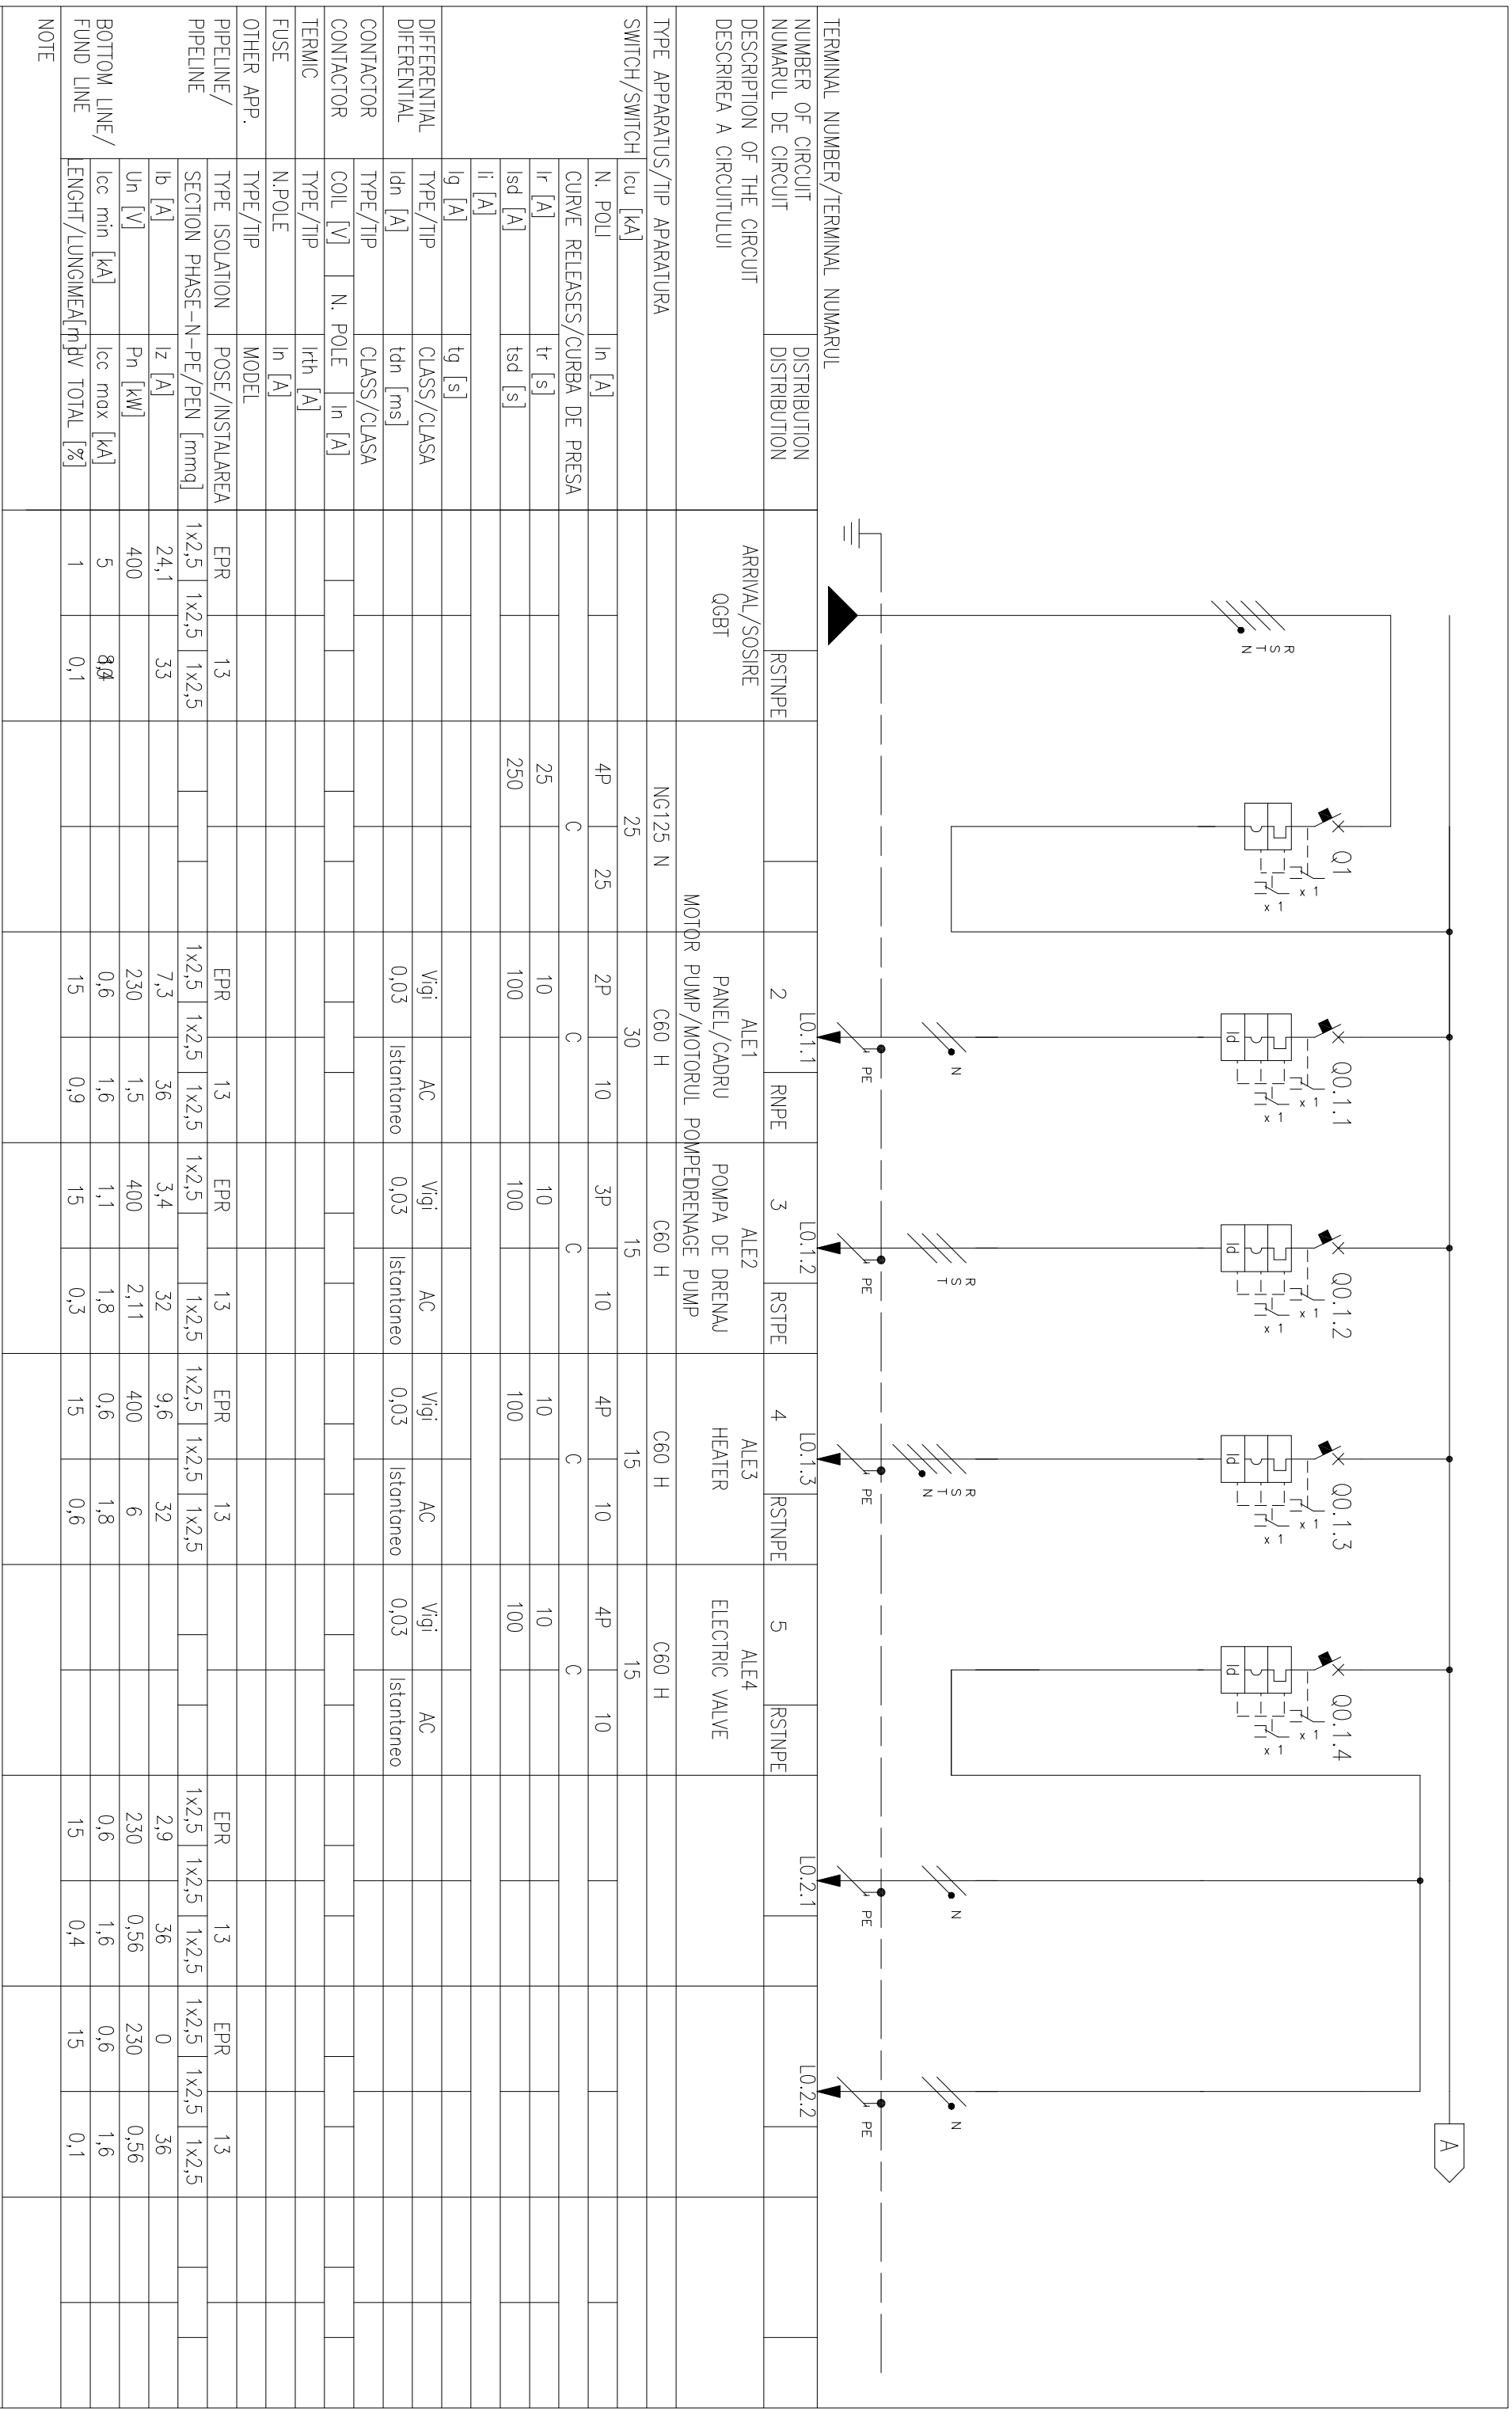 A
R
S
T
N
Q1
x 1
x 1
Q0.1.1
x 1
x 1
Id
Q0.1.2
x 1
x 1
Id
Q0.1.3
x 1
x 1
Id
Q0.1.4
x 1
x 1
Id
N
R
S
T
R
S
T
N
N
N
PE
PE
PE
PE
PE
TERMINAL NUMBER/TERMINAL NUMARUL L0.1.1 L0.1.2 L0.1.3 L0.2.1 L0.2.2
NUMBER OF CIRCUIT DISTRIBUTION
NUMARUL DE CIRCUIT DISTRIBUTION RSTNPE 2 RNPE 3 RSTPE 4 RSTNPE 5 RSTNPE
DESCRIPTION OF THE CIRCUIT ARRIVAL/SOSIRE ALE1 ALE2 ALE3 ALE4
DESCRIREA A CIRCUITULUI QGBT PANEL/CADRU POMPA DE DRENAJ HEATER ELECTRIC VALVE
MOTOR PUMP/MOTORUL POMPEI DRENAGE PUMP
TYPE APPARATUS/TIP APARATURA NG125 N C60 H C60 H C60 H C60 H
SWITCH/SWITCH Icu [kA] 25 30 15 15 15
N. POLI In [A] 4P 25 2P 10 3P 10 4P 10 4P 10
CURVE RELEASES/CURBA DE PRESA C C C C C
Ir [A] tr [s] 25 10 10 10 10
Isd [A] tsd [s] 250 100 100 100 100
Ii [A]
Ig [A] tg [s]
DIFFERENTIAL TYPE/TIP CLASS/CLASA Vigi AC Vigi AC Vigi AC Vigi AC
DIFERENTIAL Idn [A] tdn [ms] 0,03 Istantaneo 0,03 Istantaneo 0,03 Istantaneo 0,03 Istantaneo
CONTACTOR TYPE/TIP CLASS/CLASA
CONTACTOR COIL [V] N. POLE In [A]
TERMIC TYPE/TIP Irth [A]
FUSE N.POLE In [A]
OTHER APP. TYPE/TIP MODEL
PIPELINE/ TYPE ISOLATION POSE/INSTALAREA EPR 13 EPR 13 EPR 13 EPR 13 EPR 13 EPR 13
PIPELINE SECTION PHASE-N-PE/PEN [mmq] 1x2,5 1x2,5 1x2,5 1x2,5 1x2,5 1x2,5 1x2,5 1x2,5 1x2,5 1x2,5 1x2,5 1x2,5 1x2,5 1x2,5 1x2,5 1x2,5 1x2,5
Ib [A] Iz [A] 24,1 33 7,3 36 3,4 32 9,6 32 2,9 36 0 36
Un [V] Pn [kW] 400 230 1,5 400 2,11 400 6 230 0,56 230 0,56
BOTTOM LINE/ Icc min [kA] Icc max [kA] 5 0,6 1,6 1,1 1,8 0,6 1,8 0,6 1,6 0,6 1,6
FUND LINE LENGHT/LUNGIMEA[m] dV TOTAL [%] 1 0,1 15 0,9 15 0,3 15 0,6 15 0,4 15 0,1
NOTE